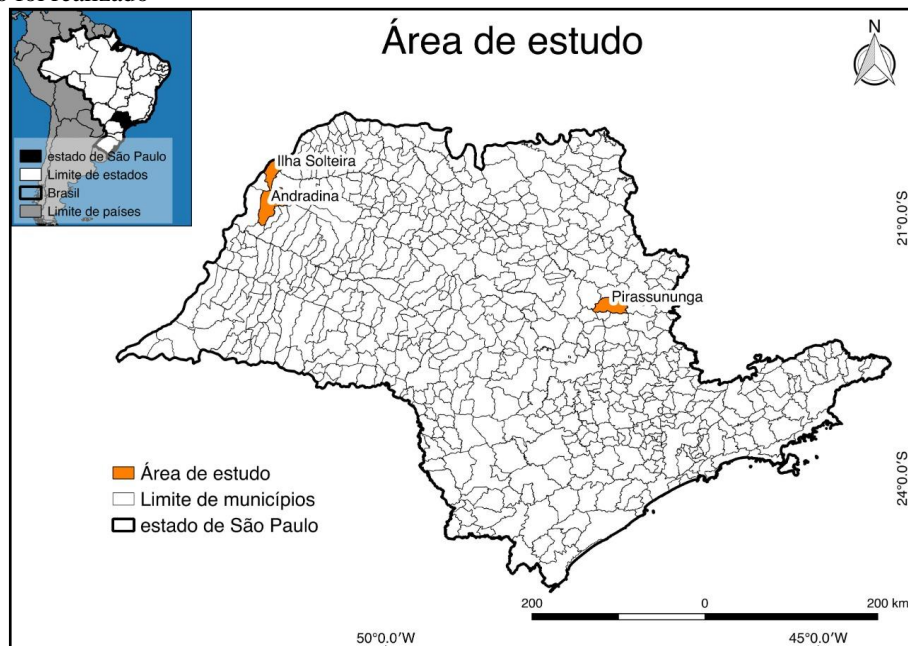 foi realizado
Área de estudo
N
estado de São Paulo
Limite de estados
Brasil
Limite de países
Ilha Solteira
Andradina
21°0.0'S
Pirassununga
Área de estudo
Limite de municípios
estado de São Paulo
24°0.0'S
200
0
200 km
50°0.0'W
45°0.0'W